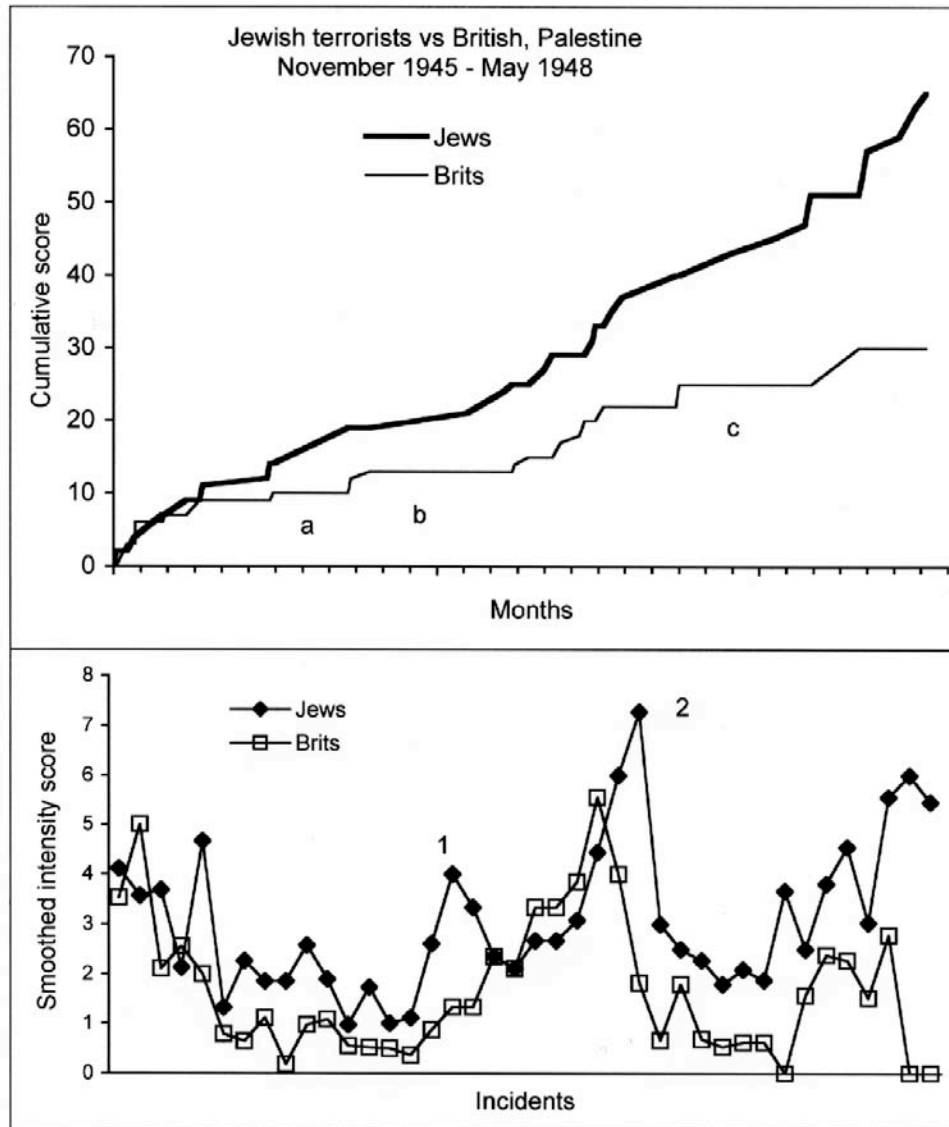 Jewish terrorists vs British, Palestine
November 1945 - May 1948
Jews
Brits
Cumulative score
70
60
50
40
30
20
10
0
a
b
c
Months
Jews
Brits
Smoothed intensity score
8
7
6
5
4
3
2
1
0
1
2
Incidents